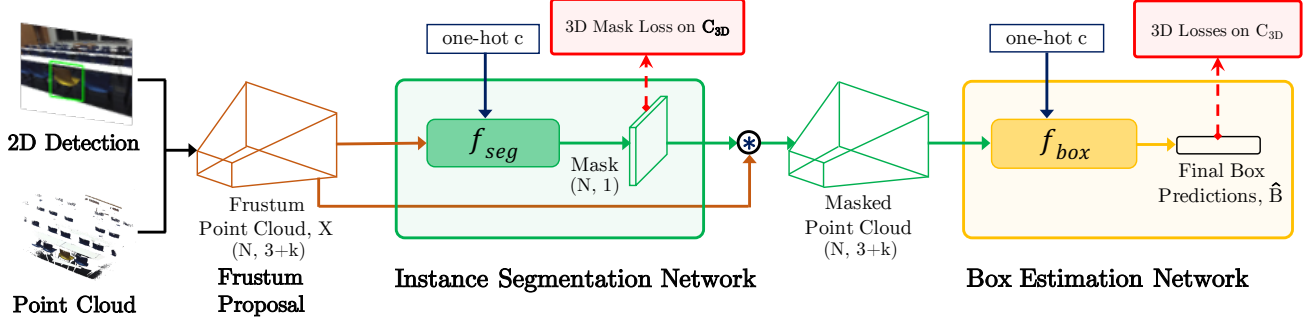 2D Detection
Point Cloud
Frustum
Point Cloud, X
(N, 3+k)
Frustum
Proposal
one-hot c
3D Mask Loss on C3D
fseg
Mask
(N, 1)
Instance Segmentation Network
*
Masked
Point Cloud
(N, 3+k)
one-hot c
3D Losses on C3D
fbox
Final Box
Predictions, B̂
Box Estimation Network